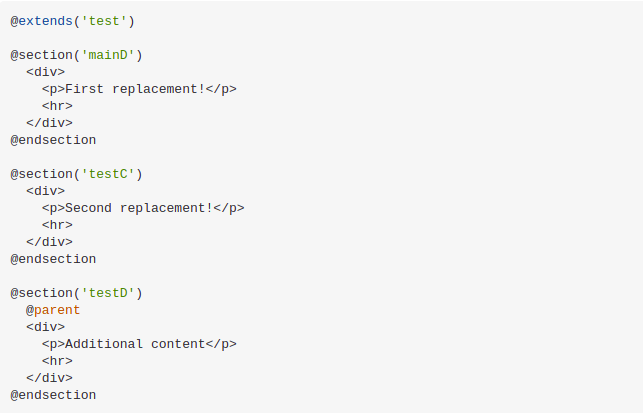 @extends('test')

@section('mainD')
  <div>
    <p>First replacement!</p>
    <hr>
  </div>
@endsection

@section('testC')
  <div>
    <p>Second replacement!</p>
    <hr>
  </div>
@endsection

@section('testD')
  @parent
  <div>
    <p>Additional content</p>
    <hr>
  </div>
@endsection